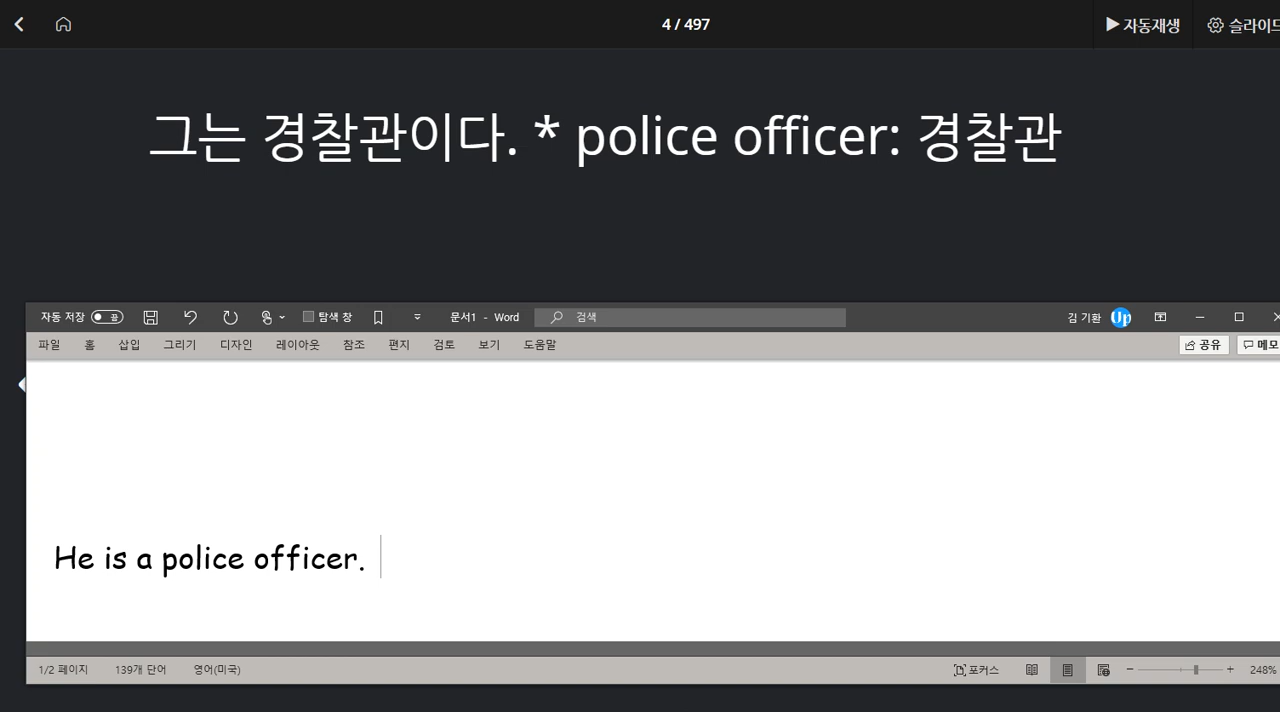 4 / 497
▶ 자동재생
슬라이드
그는 경찰관이다. * police officer: 경찰관
자동 저장 끔
탐색 창
문서1 - Word
검색
김 기환
Up
파일 홈 삽입 그리기 디자인 레이아웃 참조 편지 검토 보기 도움말
공유
메모
He is a police officer.
1/2 페이지 139개 단어 영어(미국)
포커스
248%